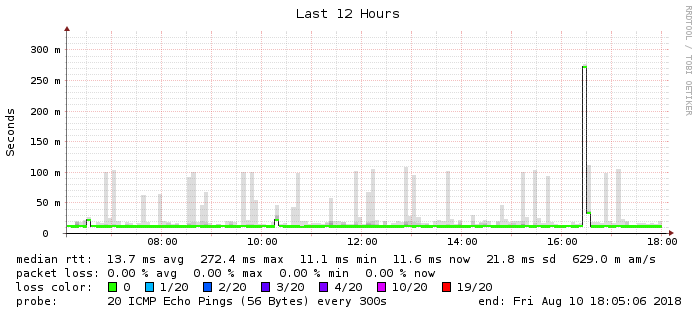 Last 12 Hours
RRDTOOL / TOBI OETIKER
Seconds
300 m
250 m
200 m
150 m
100 m
50 m
0
08:00 10:00 12:00 14:00 16:00 18:00
median rtt: 13.7 ms avg 272.4 ms max 11.1 ms min 11.6 ms now 21.8 ms sd 629.0 m am/s
packet loss: 0.00 % avg 0.00 % max 0.00 % min 0.00 % now
loss color: 0 1/20 2/20 3/20 4/20 10/20 19/20
probe: 20 ICMP Echo Pings (56 Bytes) every 300s end: Fri Aug 10 18:05:06 2018